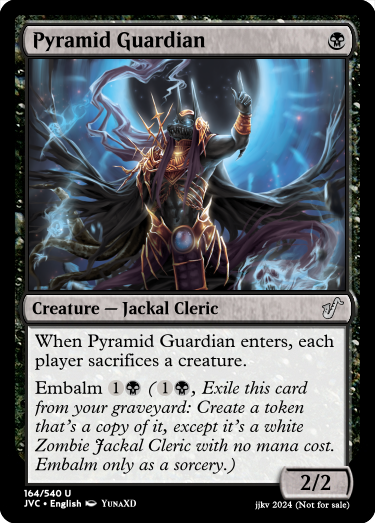 Pyramid Guardian
Creature — Jackal Cleric
When Pyramid Guardian enters, each
player sacrifices a creature.
Embalm 1 (1, Exile this card
from your graveyard: Create a token
that's a copy of it, except it's a white
Zombie Jackal Cleric with no mana cost.
Embalm only as a sorcery.)
2/2
164/540 U
JVC • English YunaXD
jjkv 2024 (Not for sale)